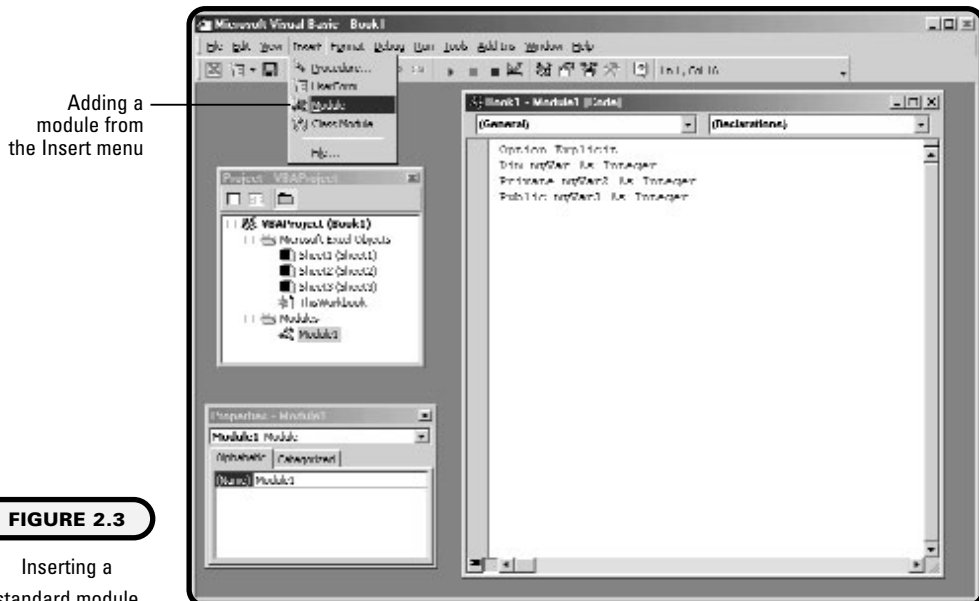 Microsoft Visual Basic - Book1
File Edit View Insert Format Debug Run Tools Add-Ins Window Help
Procedure...
UserForm
Module
Class Module
File...
Ln 1, Col 16
Adding a
module from
the Insert menu
Project - VBAProject
VBAProject (Book1)
Microsoft Excel Objects
Sheet1 (Sheet1)
Sheet2 (Sheet2)
Sheet3 (Sheet3)
ThisWorkbook
Modules
Module1
Book1 - Module1 [Code]
(General)
(Declarations)
Option Explicit
Dim myVar As Integer
Private myVar2 As Integer
Public myVar3 As Integer
Properties - Module1
Module1 Module
Alphabetic Categorized
(Name) Module1
FIGURE 2.3
Inserting a
standard module